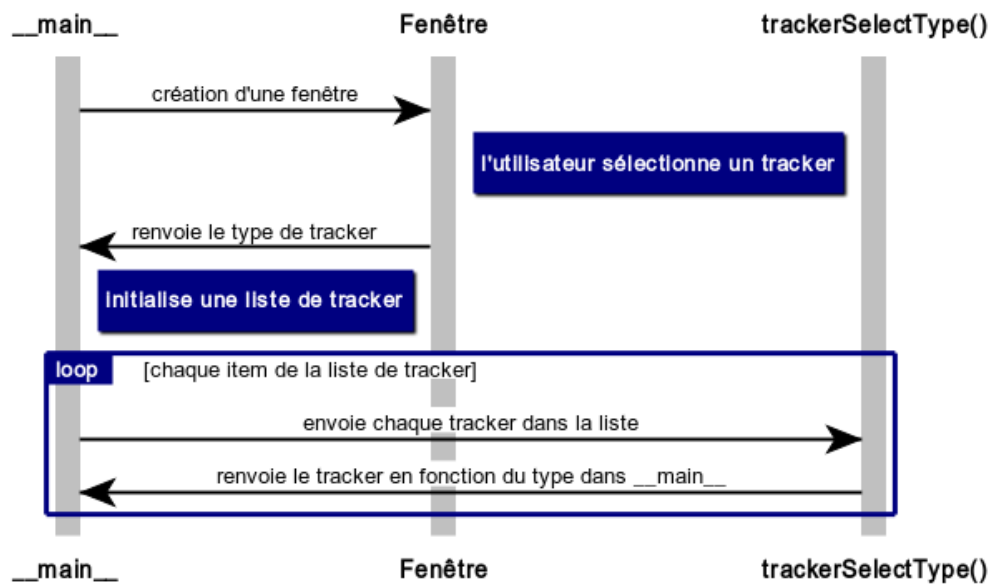 __main__ Fenêtre trackerSelectType()
création d'une fenêtre
l'utilisateur sélectionne un tracker
renvoie le type de tracker
initialise une liste de tracker
loop [chaque item de la liste de tracker]
envoie chaque tracker dans la liste
renvoie le tracker en fonction du type dans __main__
__main__ Fenêtre trackerSelectType()